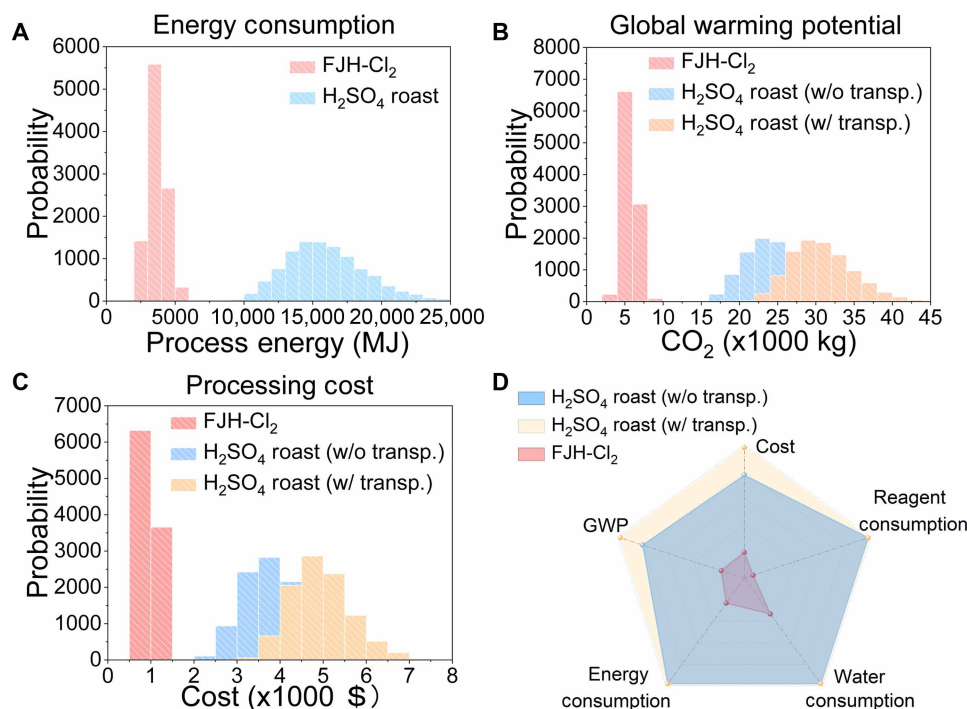 A
Energy consumption
Probability
6000
5000
4000
3000
2000
1000
0
FJH-Cl₂
H₂SO₄ roast
0
5000
10,000
15,000
20,000
25,000
Process energy (MJ)
B
Global warming potential
Probability
8000
7000
6000
5000
4000
3000
2000
1000
0
FJH-Cl₂
H₂SO₄ roast (w/o transp.)
H₂SO₄ roast (w/ transp.)
0
5
10
15
20
25
30
35
40
45
CO₂ (x1000 kg)
C
Processing cost
Probability
7000
6000
5000
4000
3000
2000
1000
0
FJH-Cl₂
H₂SO₄ roast (w/o transp.)
H₂SO₄ roast (w/ transp.)
0
1
2
3
4
5
6
7
8
Cost (x1000 $)
D
H₂SO₄ roast (w/o transp.)
H₂SO₄ roast (w/ transp.)
FJH-Cl₂
Cost
Reagent
consumption
GWP
Energy
consumption
Water
consumption